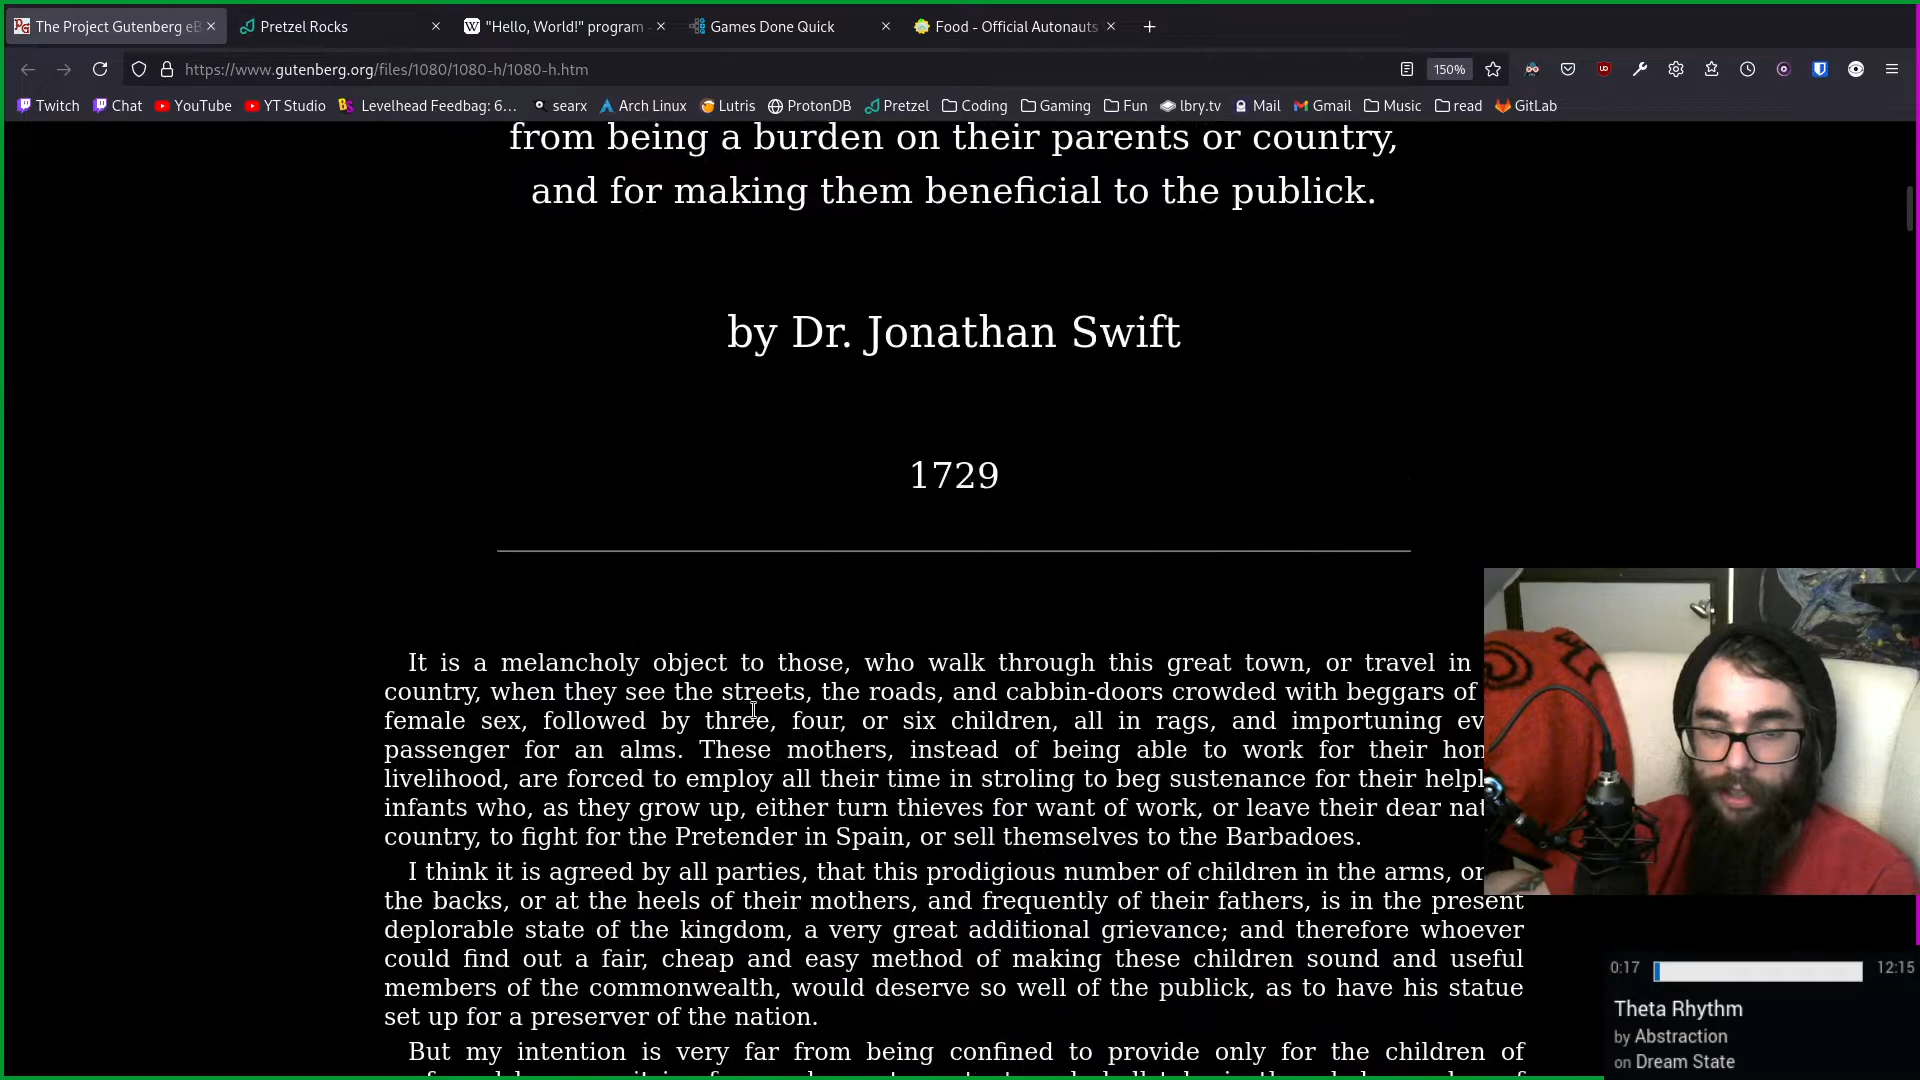 The Project Gutenberg eB
Pretzel Rocks
"Hello, World!" program -
Games Done Quick
Food - Official Autonauts
https://www.gutenberg.org/files/1080/1080-h/1080-h.htm
150%
Twitch
Chat
YouTube
YT Studio
Levelhead Feedbag: 6…
searx
Arch Linux
Lutris
ProtonDB
Pretzel
Coding
Gaming
Fun
lbry.tv
Mail
Gmail
Music
read
GitLab
from being a burden on their parents or country,
and for making them beneficial to the publick.
by Dr. Jonathan Swift
1729
It is a melancholy object to those, who walk through this great town, or travel in
country, when they see the streets, the roads, and cabbin-doors crowded with beggars of
female sex, followed by three, four, or six children, all in rags, and importuning ev
passenger for an alms. These mothers, instead of being able to work for their hon
livelihood, are forced to employ all their time in stroling to beg sustenance for their helpl
infants who, as they grow up, either turn thieves for want of work, or leave their dear nat
country, to fight for the Pretender in Spain, or sell themselves to the Barbadoes.
I think it is agreed by all parties, that this prodigious number of children in the arms, or
the backs, or at the heels of their mothers, and frequently of their fathers, is in the present
deplorable state of the kingdom, a very great additional grievance; and therefore whoever
could find out a fair, cheap and easy method of making these children sound and useful
members of the commonwealth, would deserve so well of the publick, as to have his statue
set up for a preserver of the nation.
But my intention is very far from being confined to provide only for the children of
0:17
12:15
Theta Rhythm
by Abstraction
on Dream State